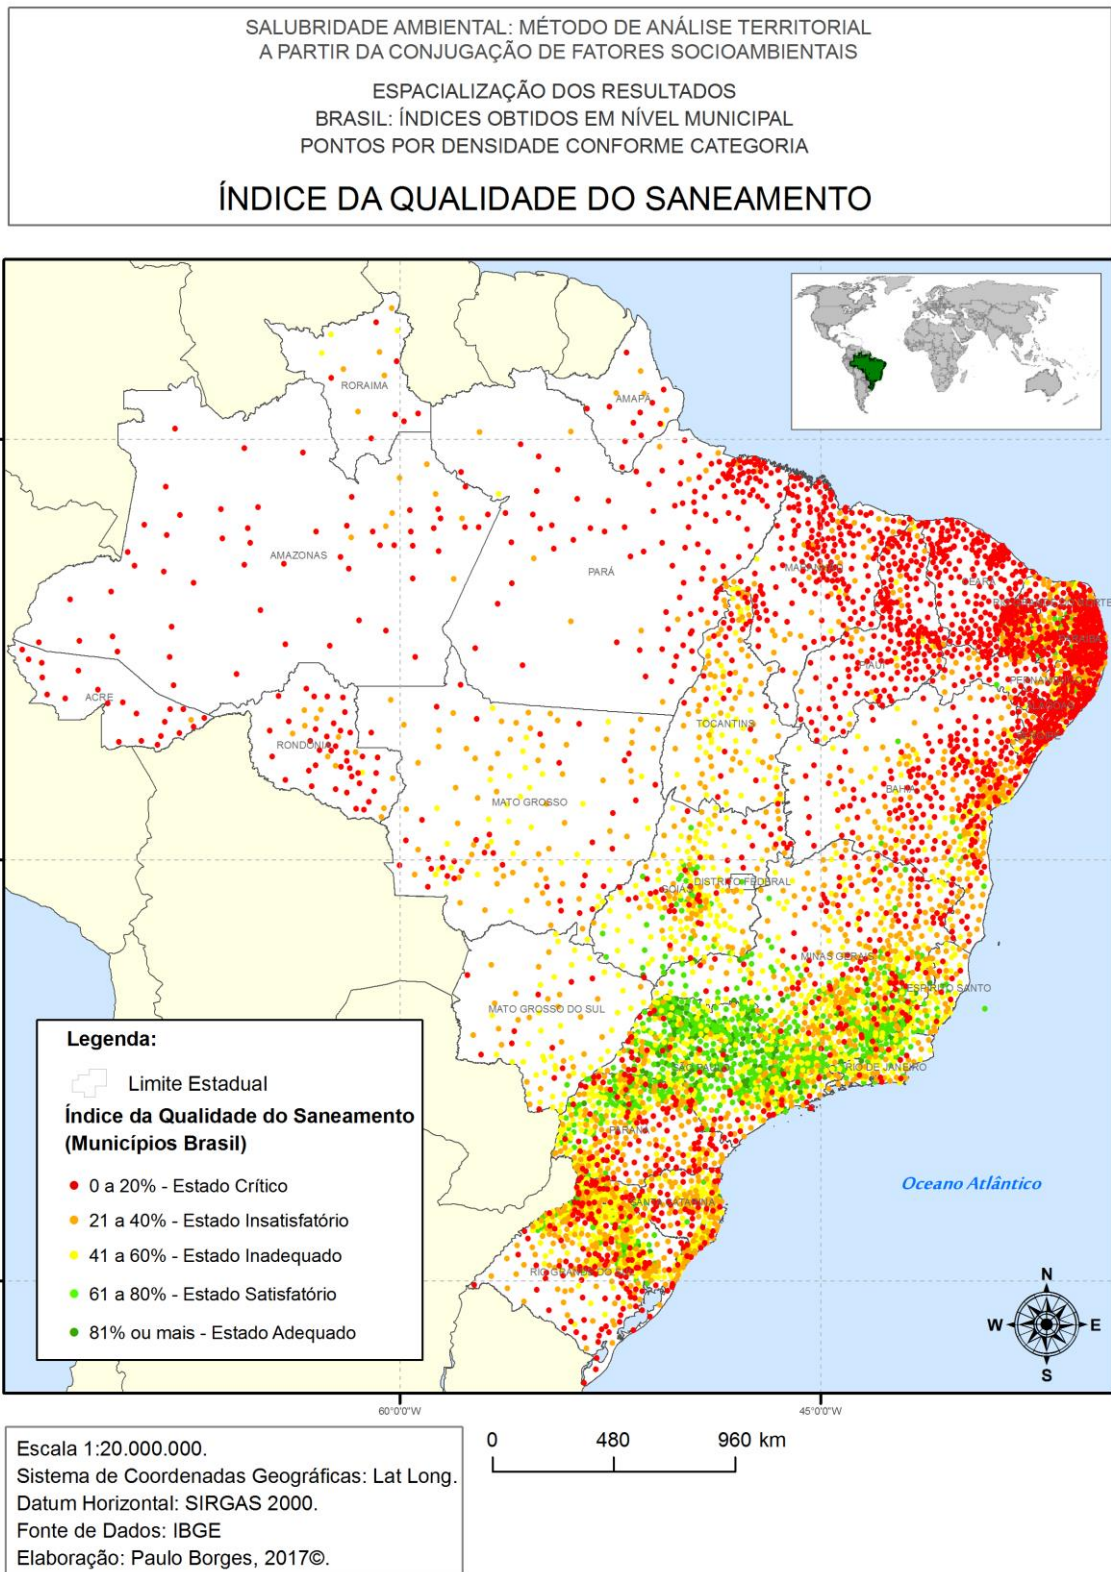 SALUBRIDADE AMBIENTAL: MÉTODO DE ANÁLISE TERRITORIAL
A PARTIR DA CONJUGAÇÃO DE FATORES SOCIOAMBIENTAIS
ESPACIALIZAÇÃO DOS RESULTADOS
BRASIL: ÍNDICES OBTIDOS EM NÍVEL MUNICIPAL
PONTOS POR DENSIDADE CONFORME CATEGORIA
ÍNDICE DA QUALIDADE DO SANEAMENTO
RORAIMA
AMAPÁ
AMAZONAS
PARÁ
CEARÁ
PARAÍBA
PIAUÍ
ACRE
TOCANTINS
RONDÔNIA
BAHIA
MATO GROSSO
DISTRITO FEDERAL
GOIÁS
MINAS GERAIS
ESPÍRITO SANTO
MATO GROSSO DO SUL
SÃO PAULO
RIO DE JANEIRO
PARANÁ
SANTA CATARINA
Oceano Atlântico
Legenda:
Limite Estadual
Índice da Qualidade do Saneamento
(Municípios Brasil)
0 a 20% - Estado Crítico
21 a 40% - Estado Insatisfatório
41 a 60% - Estado Inadequado
61 a 80% - Estado Satisfatório
81% ou mais - Estado Adequado
N
W E
S
60°0'0"W
45°0'0"W
0 480 960 km
Escala 1:20.000.000.
Sistema de Coordenadas Geográficas: Lat Long.
Datum Horizontal: SIRGAS 2000.
Fonte de Dados: IBGE
Elaboração: Paulo Borges, 2017©.